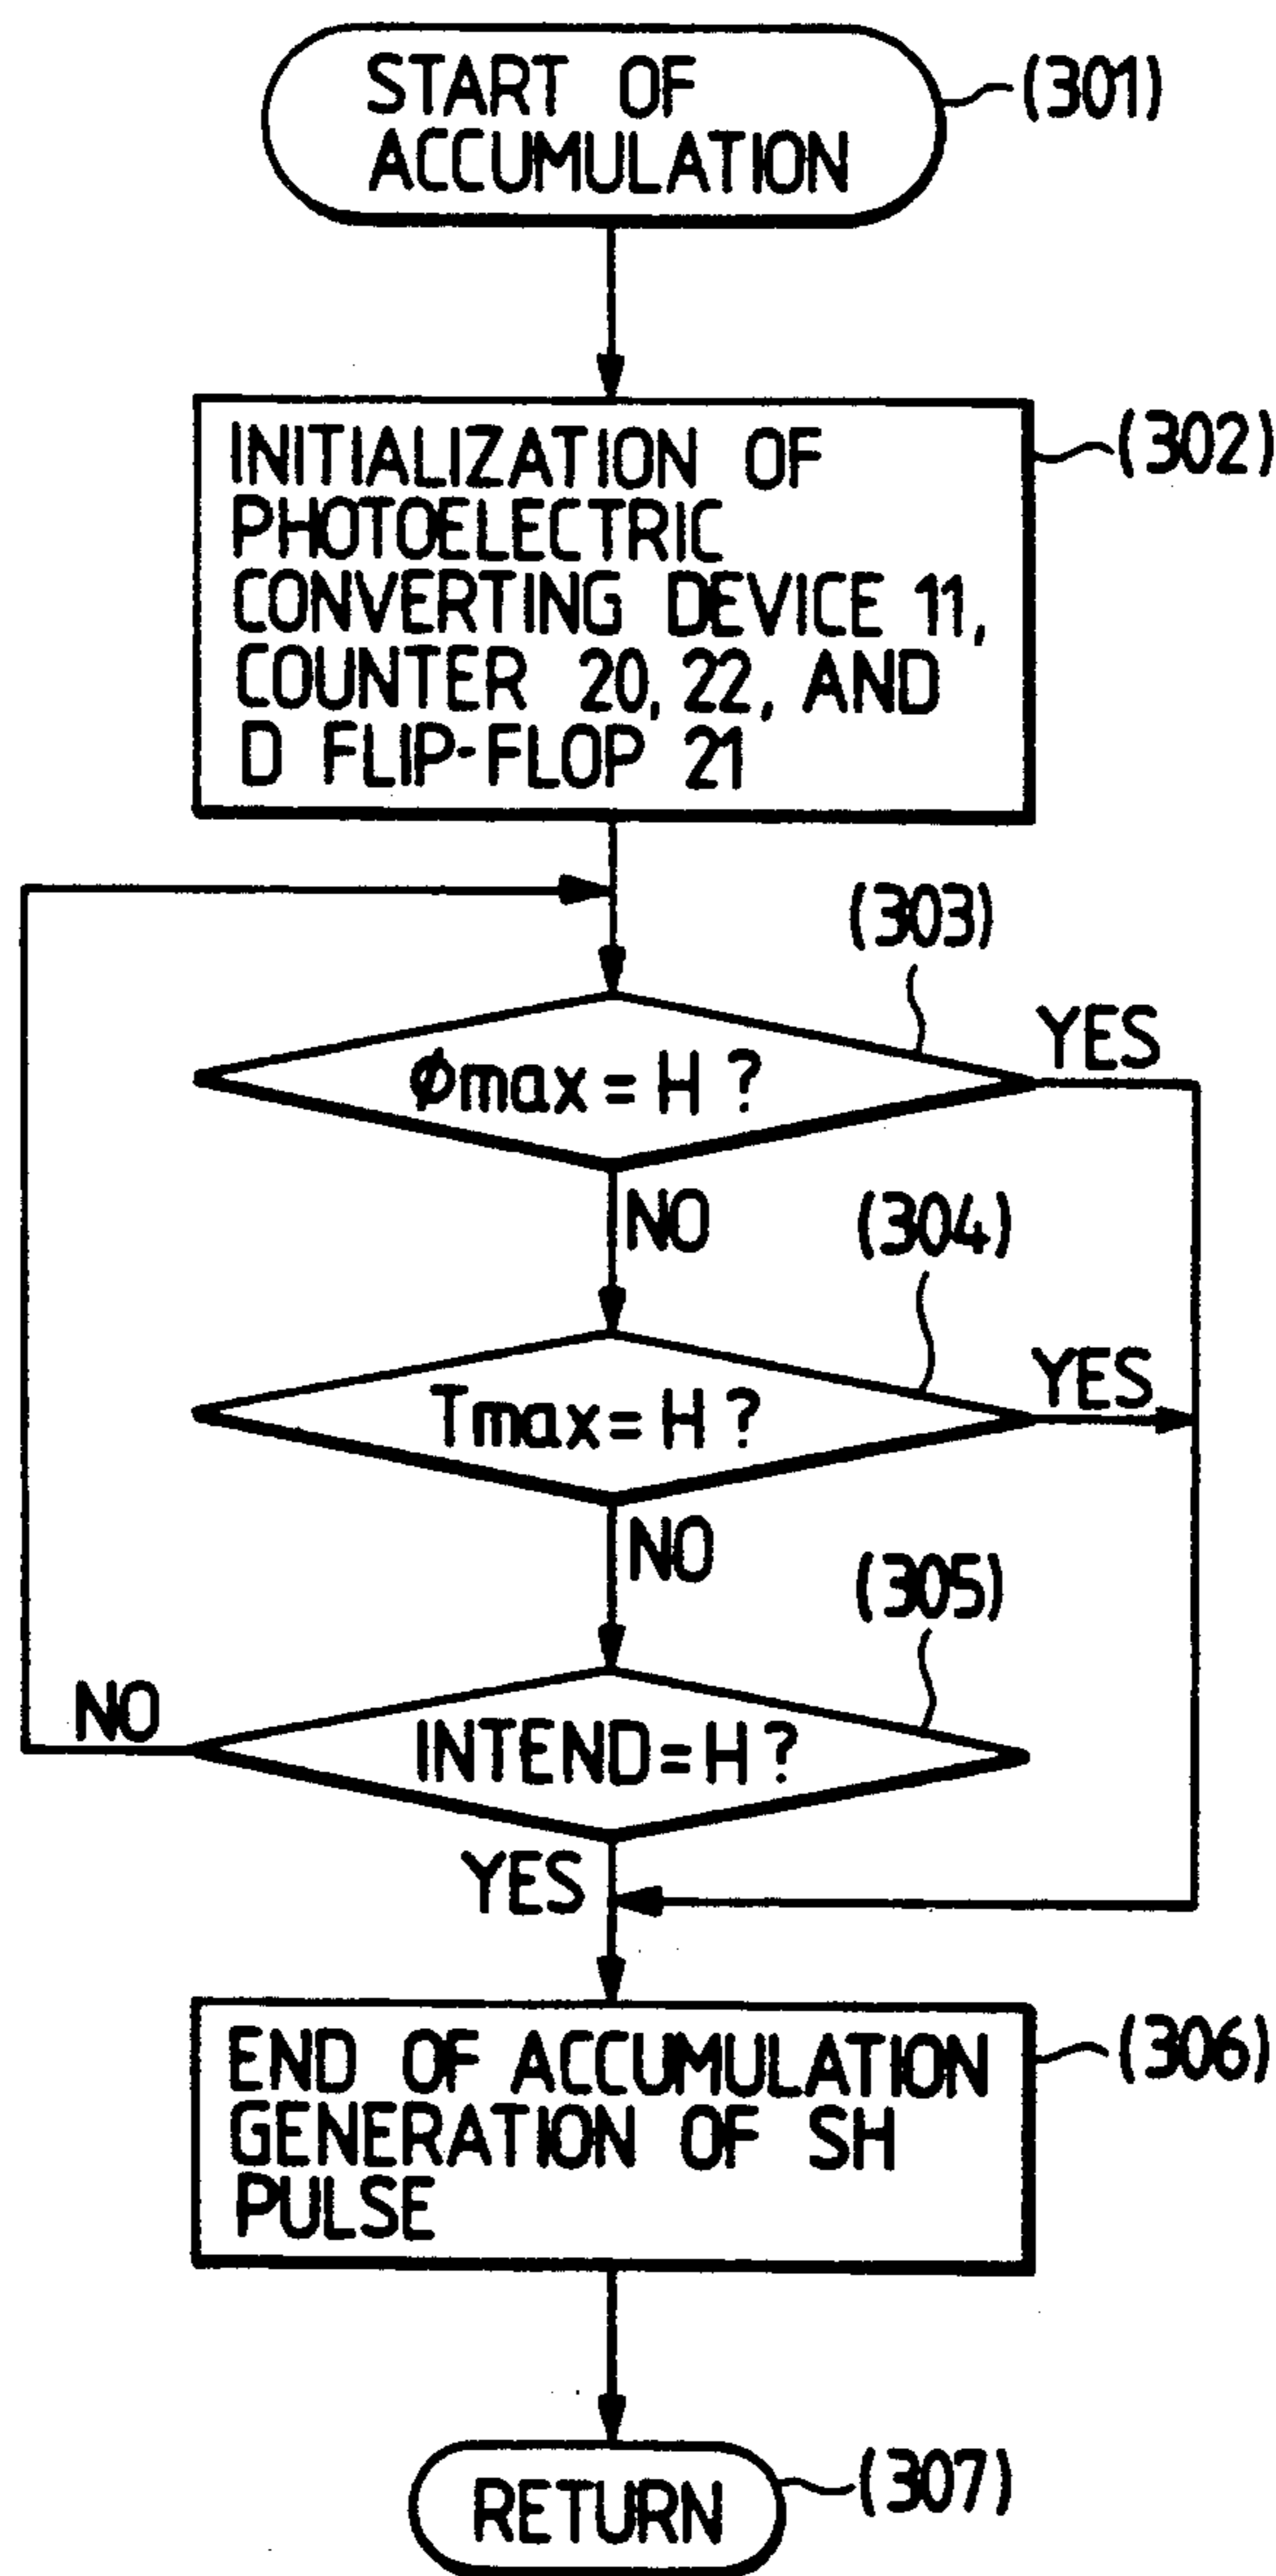 START OF
ACCUMULATION
(301)
INITIALIZATION OF
PHOTOELECTRIC
CONVERTING DEVICE 11,
COUNTER 20, 22, AND
D FLIP-FLOP 21
(302)
(303)
φmax = H ?
YES
NO
(304)
Tmax = H ?
YES
NO
(305)
INTEND = H ?
NO
YES
END OF ACCUMULATION
GENERATION OF SH
PULSE
(306)
RETURN
(307)